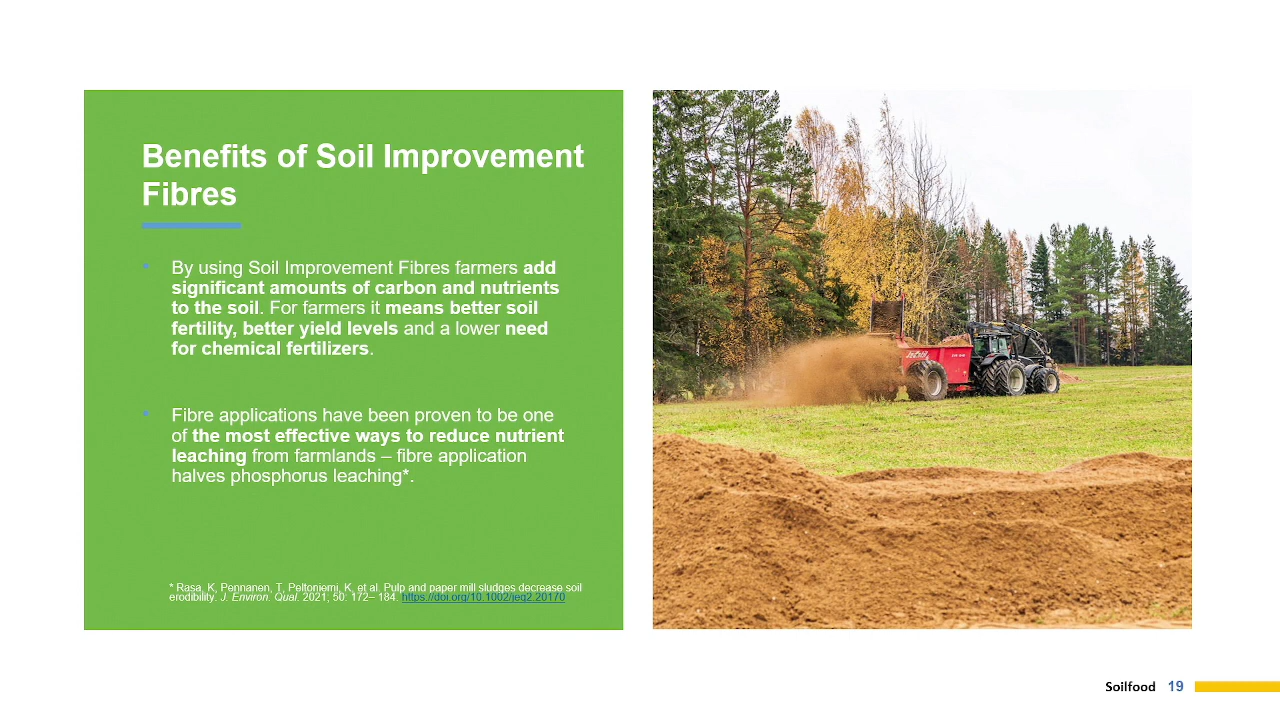 Benefits of Soil Improvement
Fibres
• By using Soil Improvement Fibres farmers add
significant amounts of carbon and nutrients
to the soil. For farmers it means better soil
fertility, better yield levels and a lower need
for chemical fertilizers.
• Fibre applications have been proven to be one
of the most effective ways to reduce nutrient
leaching from farmlands – fibre application
halves phosphorus leaching*.
* Rasa, K, Pennanen, T, Peltoniemi, K, et al. Pulp and paper mill sludges decrease soil
erodibility. J. Environ. Qual. 2021; 50: 172– 184. https://doi.org/10.1002/jeq2.20170
Soilfood 19